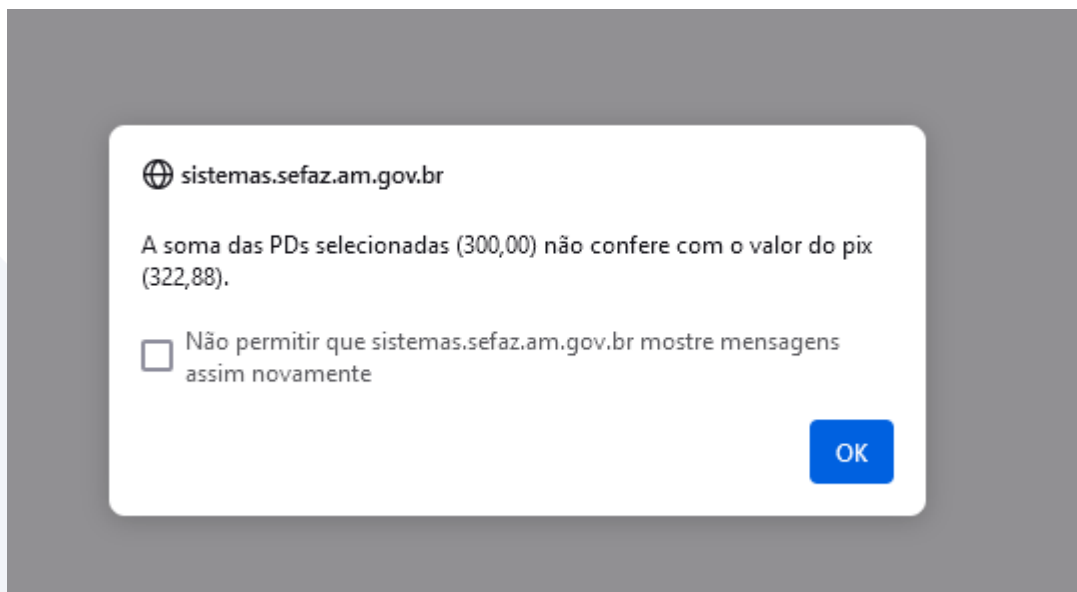 sistemas.sefaz.am.gov.br
A soma das PDs selecionadas (300,00) não confere com o valor do pix
(322,88).
Não permitir que sistemas.sefaz.am.gov.br mostre mensagens
assim novamente
OK